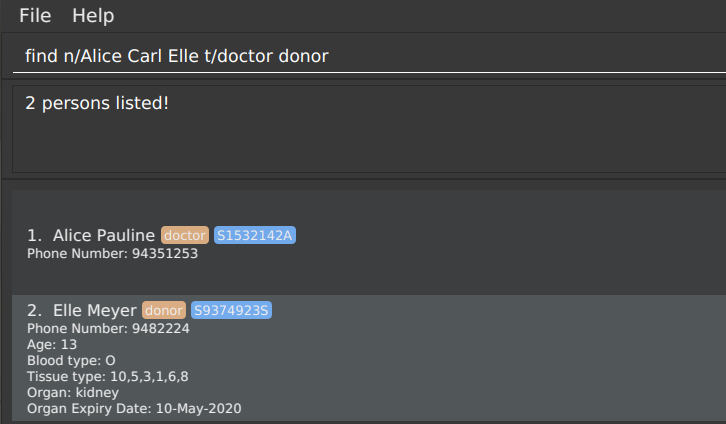 File Help
find n/Alice Carl Elle t/doctor donor
2 persons listed!
1. Alice Pauline doctor S1532142A
Phone Number: 94351253
2. Elle Meyer donor S9374923S
Phone Number: 9482224
Age: 13
Blood type: O
Tissue type: 10,5,3,1,6,8
Organ: kidney
Organ Expiry Date: 10-May-2020